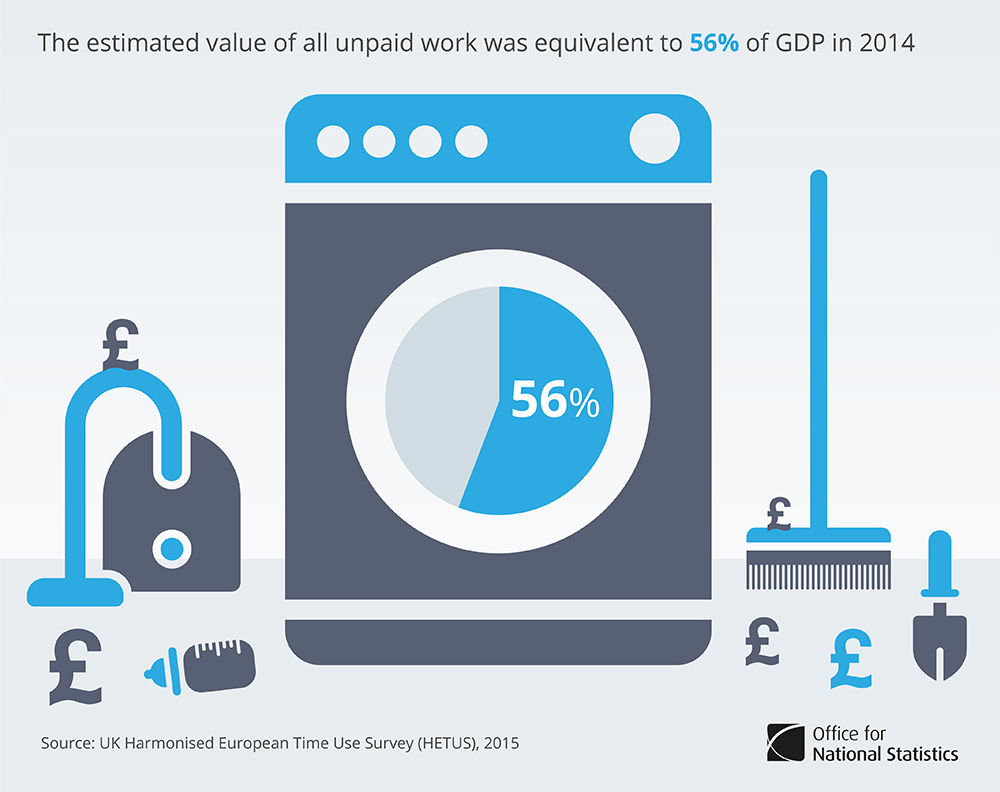 The estimated value of all unpaid work was equivalent to 56% of GDP in 2014
£
56%
£
£
£
£
Source: UK Harmonised European Time Use Survey (HETUS), 2015
Office for
National Statistics